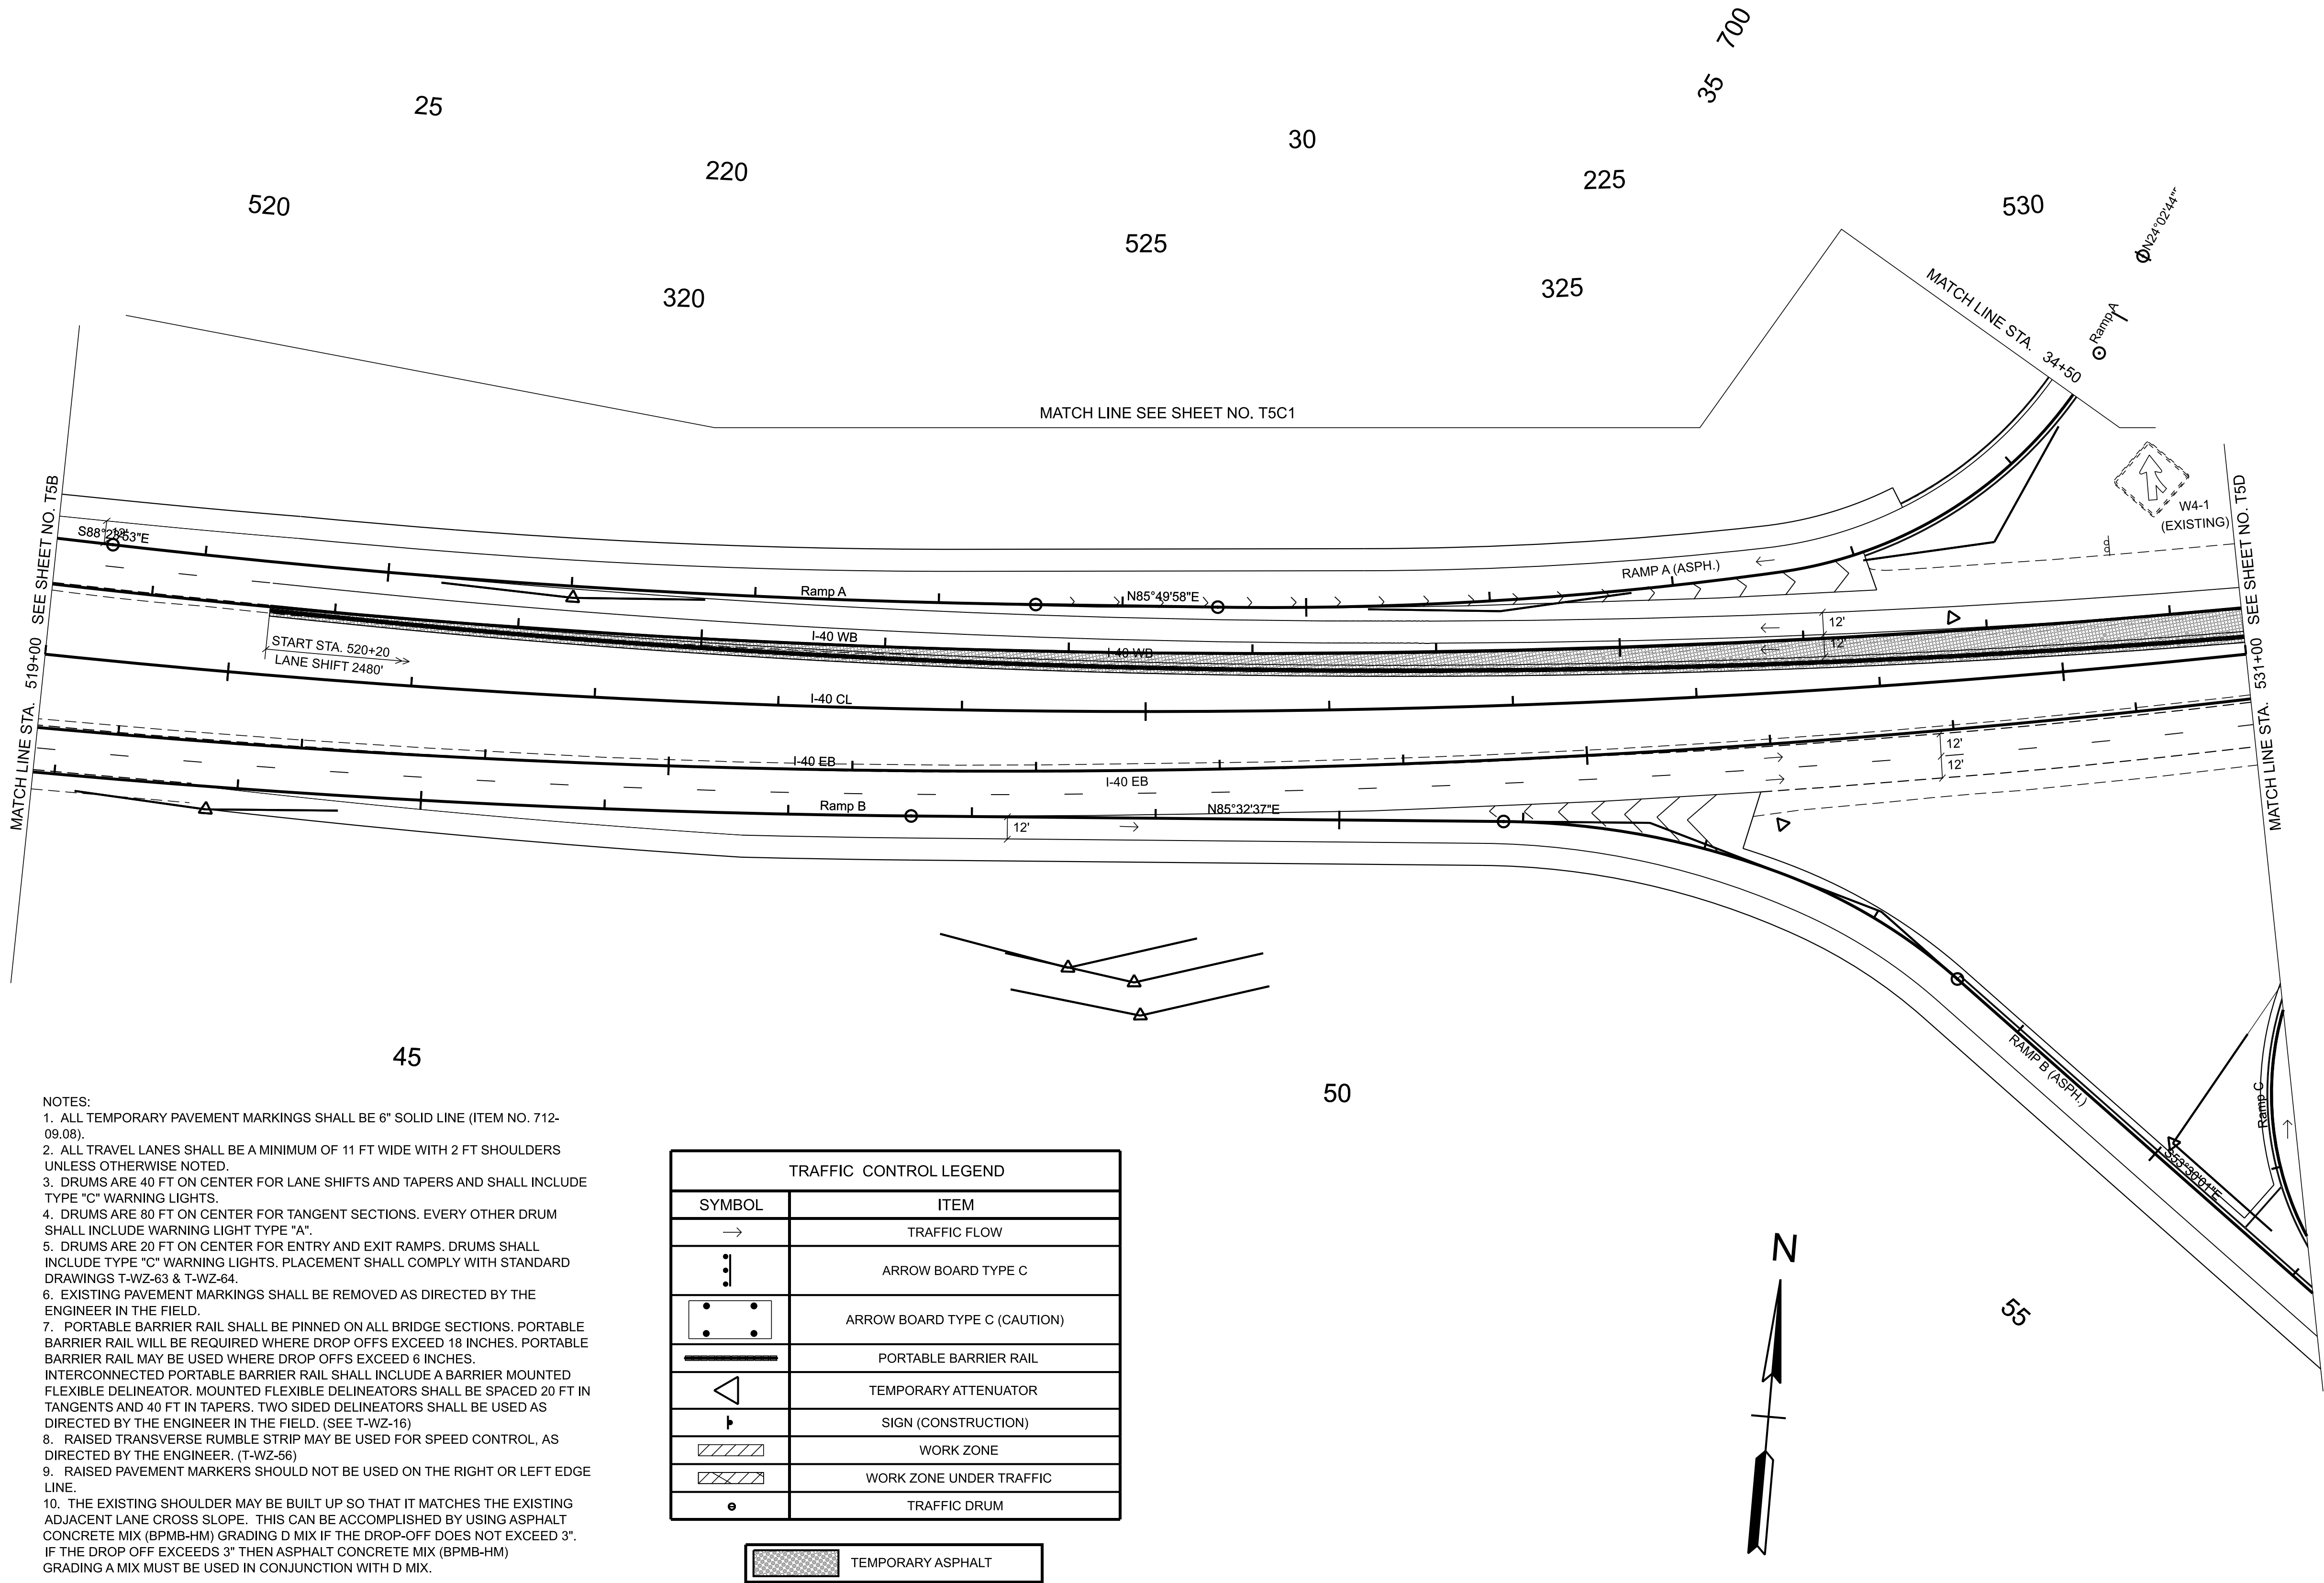 700
35
25
30
220
225
520
530
525
320
325
MATCH LINE STA. 34+50
Ramp A
MATCH LINE SEE SHEET NO. T5C1
MATCH LINE STA. 519+00 SEE SHEET NO. T5B
S88°23'53"E
12'
Ramp A
N85°49'58"E
RAMP A (ASPH.)
W4-1
(EXISTING)
MATCH LINE STA. 531+00 SEE SHEET NO. T5D
START STA. 520+20
LANE SHIFT 2480'
I-40 WB
I-40 WB
12'
12'
I-40 CL
I-40 EB
I-40 EB
12'
12'
Ramp B
12'
N85°32'37"E
RAMP B (ASPH.)
S53°30'01"E
Ramp C
45
50
55
N
NOTES:
1. ALL TEMPORARY PAVEMENT MARKINGS SHALL BE 6" SOLID LINE (ITEM NO. 712-
09.08).
2. ALL TRAVEL LANES SHALL BE A MINIMUM OF 11 FT WIDE WITH 2 FT SHOULDERS
UNLESS OTHERWISE NOTED.
3. DRUMS ARE 40 FT ON CENTER FOR LANE SHIFTS AND TAPERS AND SHALL INCLUDE
TYPE "C" WARNING LIGHTS.
4. DRUMS ARE 80 FT ON CENTER FOR TANGENT SECTIONS. EVERY OTHER DRUM
SHALL INCLUDE WARNING LIGHT TYPE "A".
5. DRUMS ARE 20 FT ON CENTER FOR ENTRY AND EXIT RAMPS. DRUMS SHALL
INCLUDE TYPE "C" WARNING LIGHTS. PLACEMENT SHALL COMPLY WITH STANDARD
DRAWINGS T-WZ-63 & T-WZ-64.
6. EXISTING PAVEMENT MARKINGS SHALL BE REMOVED AS DIRECTED BY THE
ENGINEER IN THE FIELD.
7. PORTABLE BARRIER RAIL SHALL BE PINNED ON ALL BRIDGE SECTIONS. PORTABLE
BARRIER RAIL WILL BE REQUIRED WHERE DROP OFFS EXCEED 18 INCHES. PORTABLE
BARRIER RAIL MAY BE USED WHERE DROP OFFS EXCEED 6 INCHES.
INTERCONNECTED PORTABLE BARRIER RAIL SHALL INCLUDE A BARRIER MOUNTED
FLEXIBLE DELINEATOR. MOUNTED FLEXIBLE DELINEATORS SHALL BE SPACED 20 FT IN
TANGENTS AND 40 FT IN TAPERS. TWO SIDED DELINEATORS SHALL BE USED AS
DIRECTED BY THE ENGINEER IN THE FIELD. (SEE T-WZ-16)
8. RAISED TRANSVERSE RUMBLE STRIP MAY BE USED FOR SPEED CONTROL, AS
DIRECTED BY THE ENGINEER. (T-WZ-56)
9. RAISED PAVEMENT MARKERS SHOULD NOT BE USED ON THE RIGHT OR LEFT EDGE
LINE.
10. THE EXISTING SHOULDER MAY BE BUILT UP SO THAT IT MATCHES THE EXISTING
ADJACENT LANE CROSS SLOPE. THIS CAN BE ACCOMPLISHED BY USING ASPHALT
CONCRETE MIX (BPMB-HM) GRADING D MIX IF THE DROP-OFF DOES NOT EXCEED 3".
IF THE DROP OFF EXCEEDS 3" THEN ASPHALT CONCRETE MIX (BPMB-HM)
GRADING A MIX MUST BE USED IN CONJUNCTION WITH D MIX.
TRAFFIC CONTROL LEGEND
SYMBOL ITEM
TRAFFIC FLOW
ARROW BOARD TYPE C
ARROW BOARD TYPE C (CAUTION)
PORTABLE BARRIER RAIL
TEMPORARY ATTENUATOR
SIGN (CONSTRUCTION)
WORK ZONE
WORK ZONE UNDER TRAFFIC
TRAFFIC DRUM
TEMPORARY ASPHALT